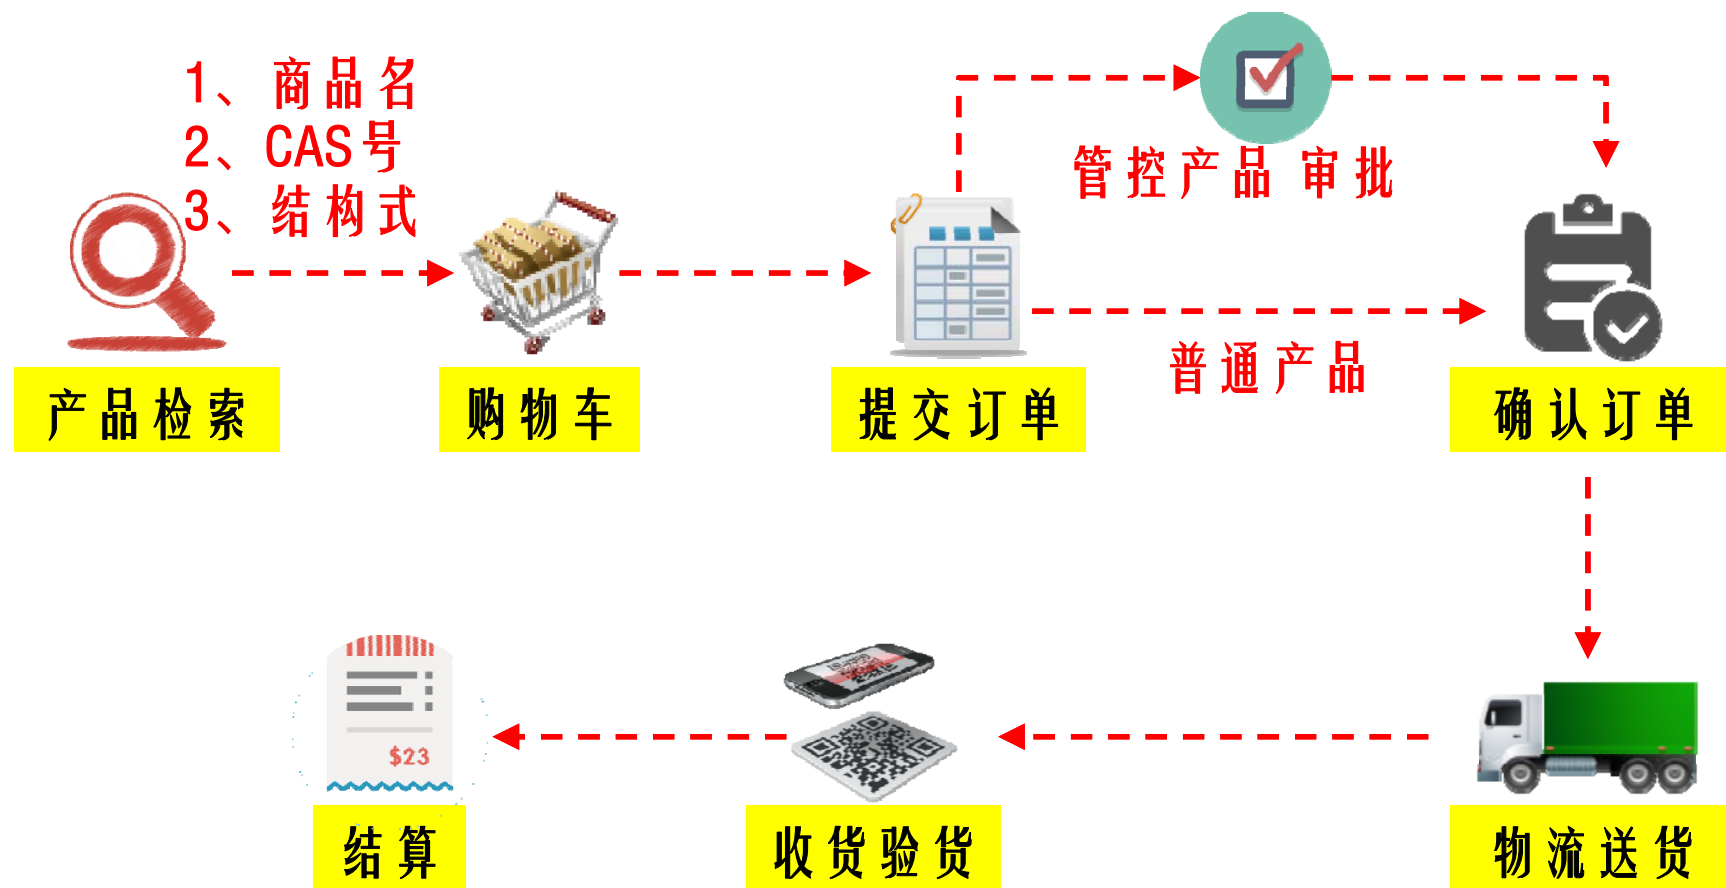 1、商品名
2、CAS号
3、结构式
管控产品 审批
普通产品
产品检索
购物车
提交订单
确认订单
$23
结算
收货验货
物流送货